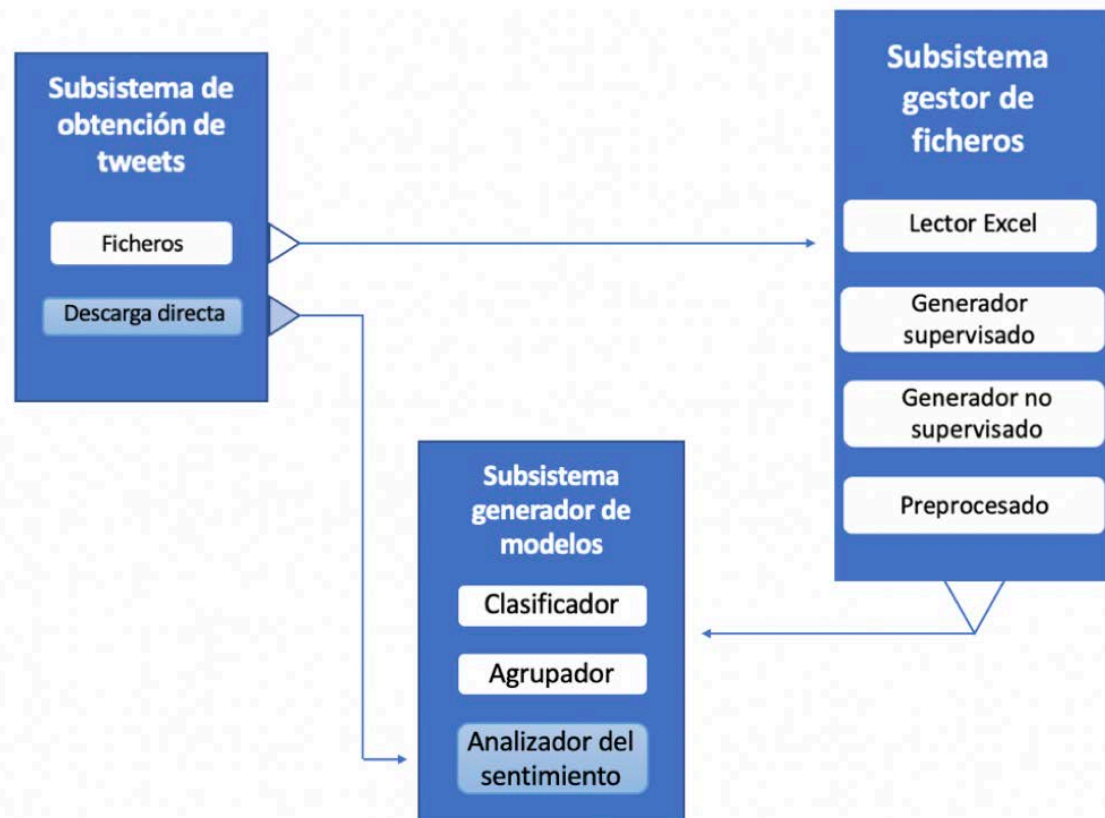 Subsistema de
obtención de
tweets
Ficheros
Descarga directa
Subsistema
gestor de
ficheros
Lector Excel
Generador
supervisado
Generador no
supervisado
Preprocesado
Subsistema
generador de
modelos
Clasificador
Agrupador
Analizador del
sentimiento